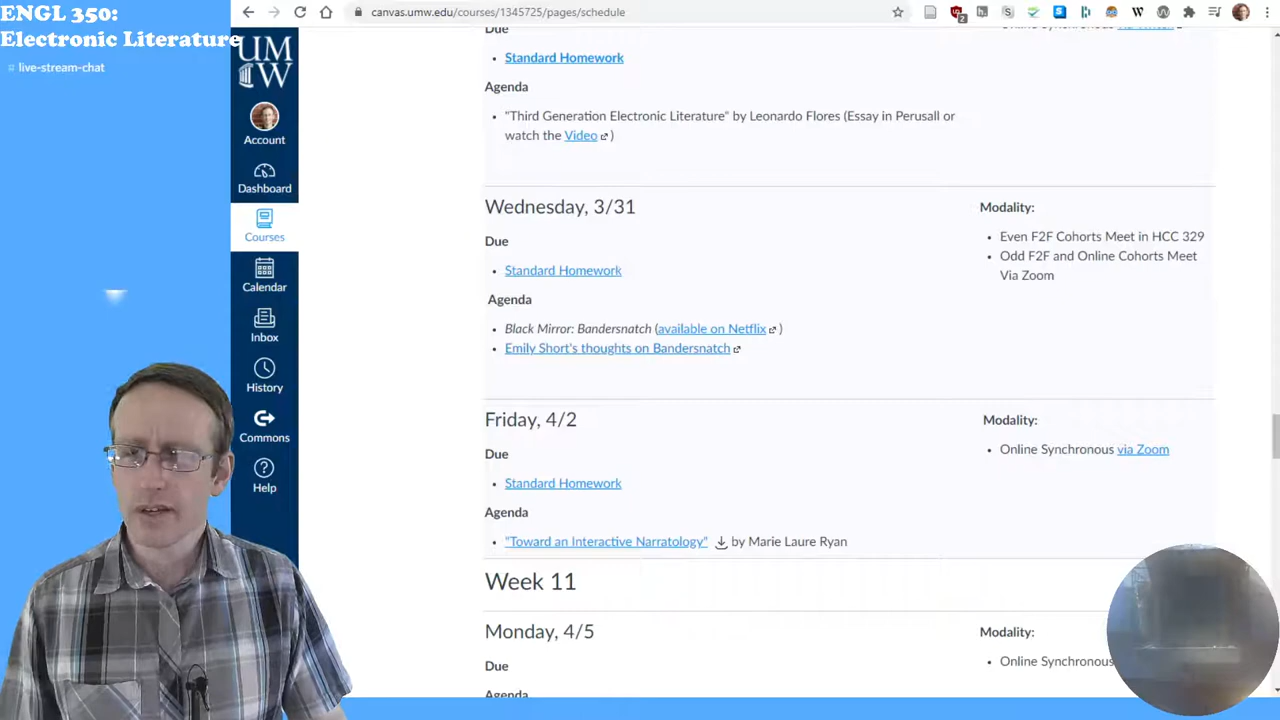 ENGL 350:
Electronic Literature
# live-stream-chat
canvas.umw.edu/courses/1345725/pages/schedule
2
UMW
Account
Dashboard
Courses
Calendar
Inbox
History
Commons
Help
Due
• Standard Homework
Agenda
• "Third Generation Electronic Literature" by Leonardo Flores (Essay in Perusall or
watch the Video )
Wednesday, 3/31
Due
• Standard Homework
Agenda
• Black Mirror: Bandersnatch (available on Netflix )
• Emily Short's thoughts on Bandersnatch
Modality:
• Even F2F Cohorts Meet in HCC 329
• Odd F2F and Online Cohorts Meet
Via Zoom
Friday, 4/2
Due
• Standard Homework
Agenda
• "Toward an Interactive Narratology" by Marie Laure Ryan
Modality:
• Online Synchronous via Zoom
Week 11
Monday, 4/5
Due
Agenda
Modality:
• Online Synchronous